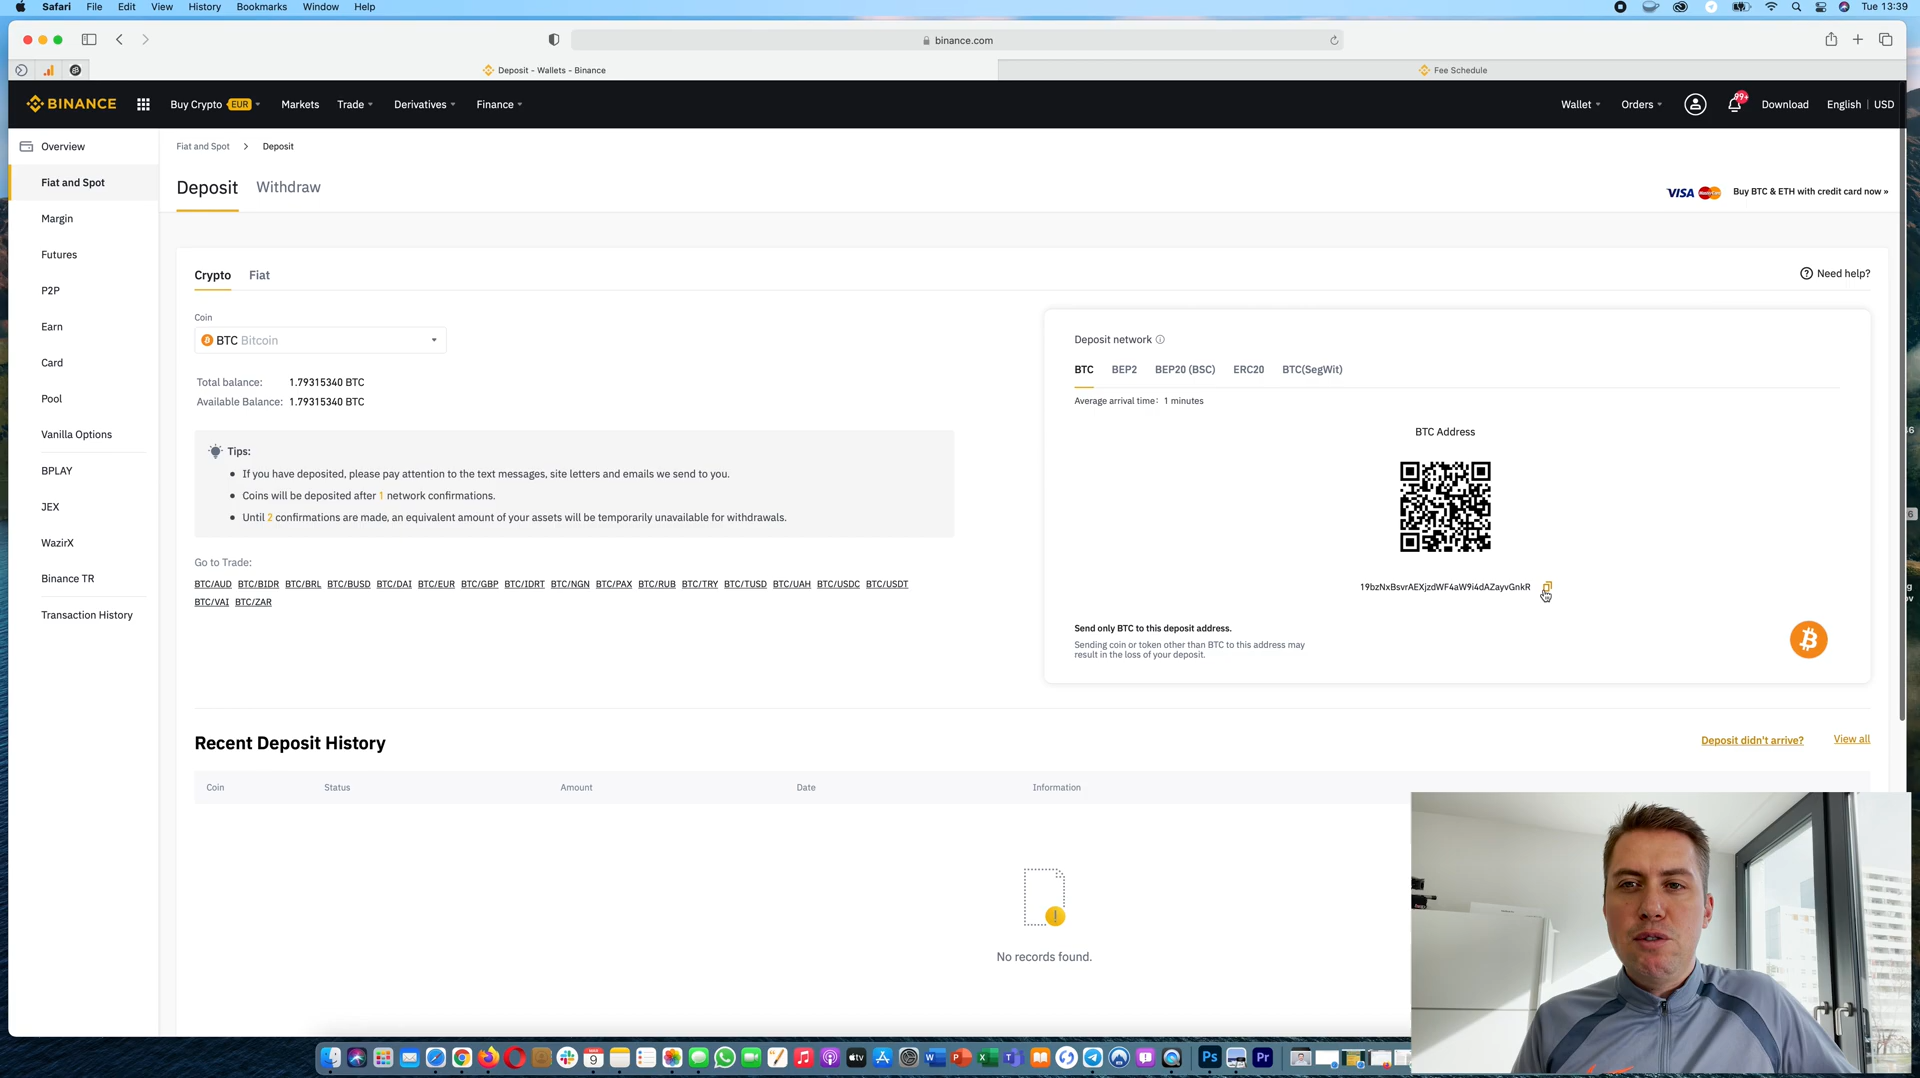 Safari File Edit View History Bookmarks Window Help Tue 13:39
binance.com
Deposit - Wallets - Binance Fee Schedule
BINANCE Buy Crypto EUR Markets Trade Derivatives Finance Wallet Orders 99+ Download English | USD
Overview
Fiat and Spot
Margin
Futures
P2P
Earn
Card
Pool
Vanilla Options
BPLAY
JEX
WazirX
Binance TR
Transaction History
Fiat and Spot > Deposit
Deposit Withdraw
VISA Buy BTC & ETH with credit card now »
Crypto Fiat
Need help?
Coin
BTC Bitcoin
Total balance: 1.79315340 BTC
Available Balance: 1.79315340 BTC
Tips:
If you have deposited, please pay attention to the text messages, site letters and emails we send to you.
Coins will be deposited after 1 network confirmations.
Until 2 confirmations are made, an equivalent amount of your assets will be temporarily unavailable for withdrawals.
Go to Trade:
BTC/AUD BTC/BIDR BTC/BRL BTC/BUSD BTC/DAI BTC/EUR BTC/GBP BTC/IDRT BTC/NGN BTC/PAX BTC/RUB BTC/TRY BTC/TUSD BTC/UAH BTC/USDC BTC/USDT
BTC/VAI BTC/ZAR
Deposit network
BTC BEP2 BEP20 (BSC) ERC20 BTC(SegWit)
Average arrival time: 1 minutes
BTC Address
19bzNxBsvrAEXjzdWF4aW9i4dAZayvGnkR
Send only BTC to this deposit address.
Sending coin or token other than BTC to this address may
result in the loss of your deposit.
Recent Deposit History
Deposit didn't arrive? View all
Coin Status Amount Date Information
No records found.